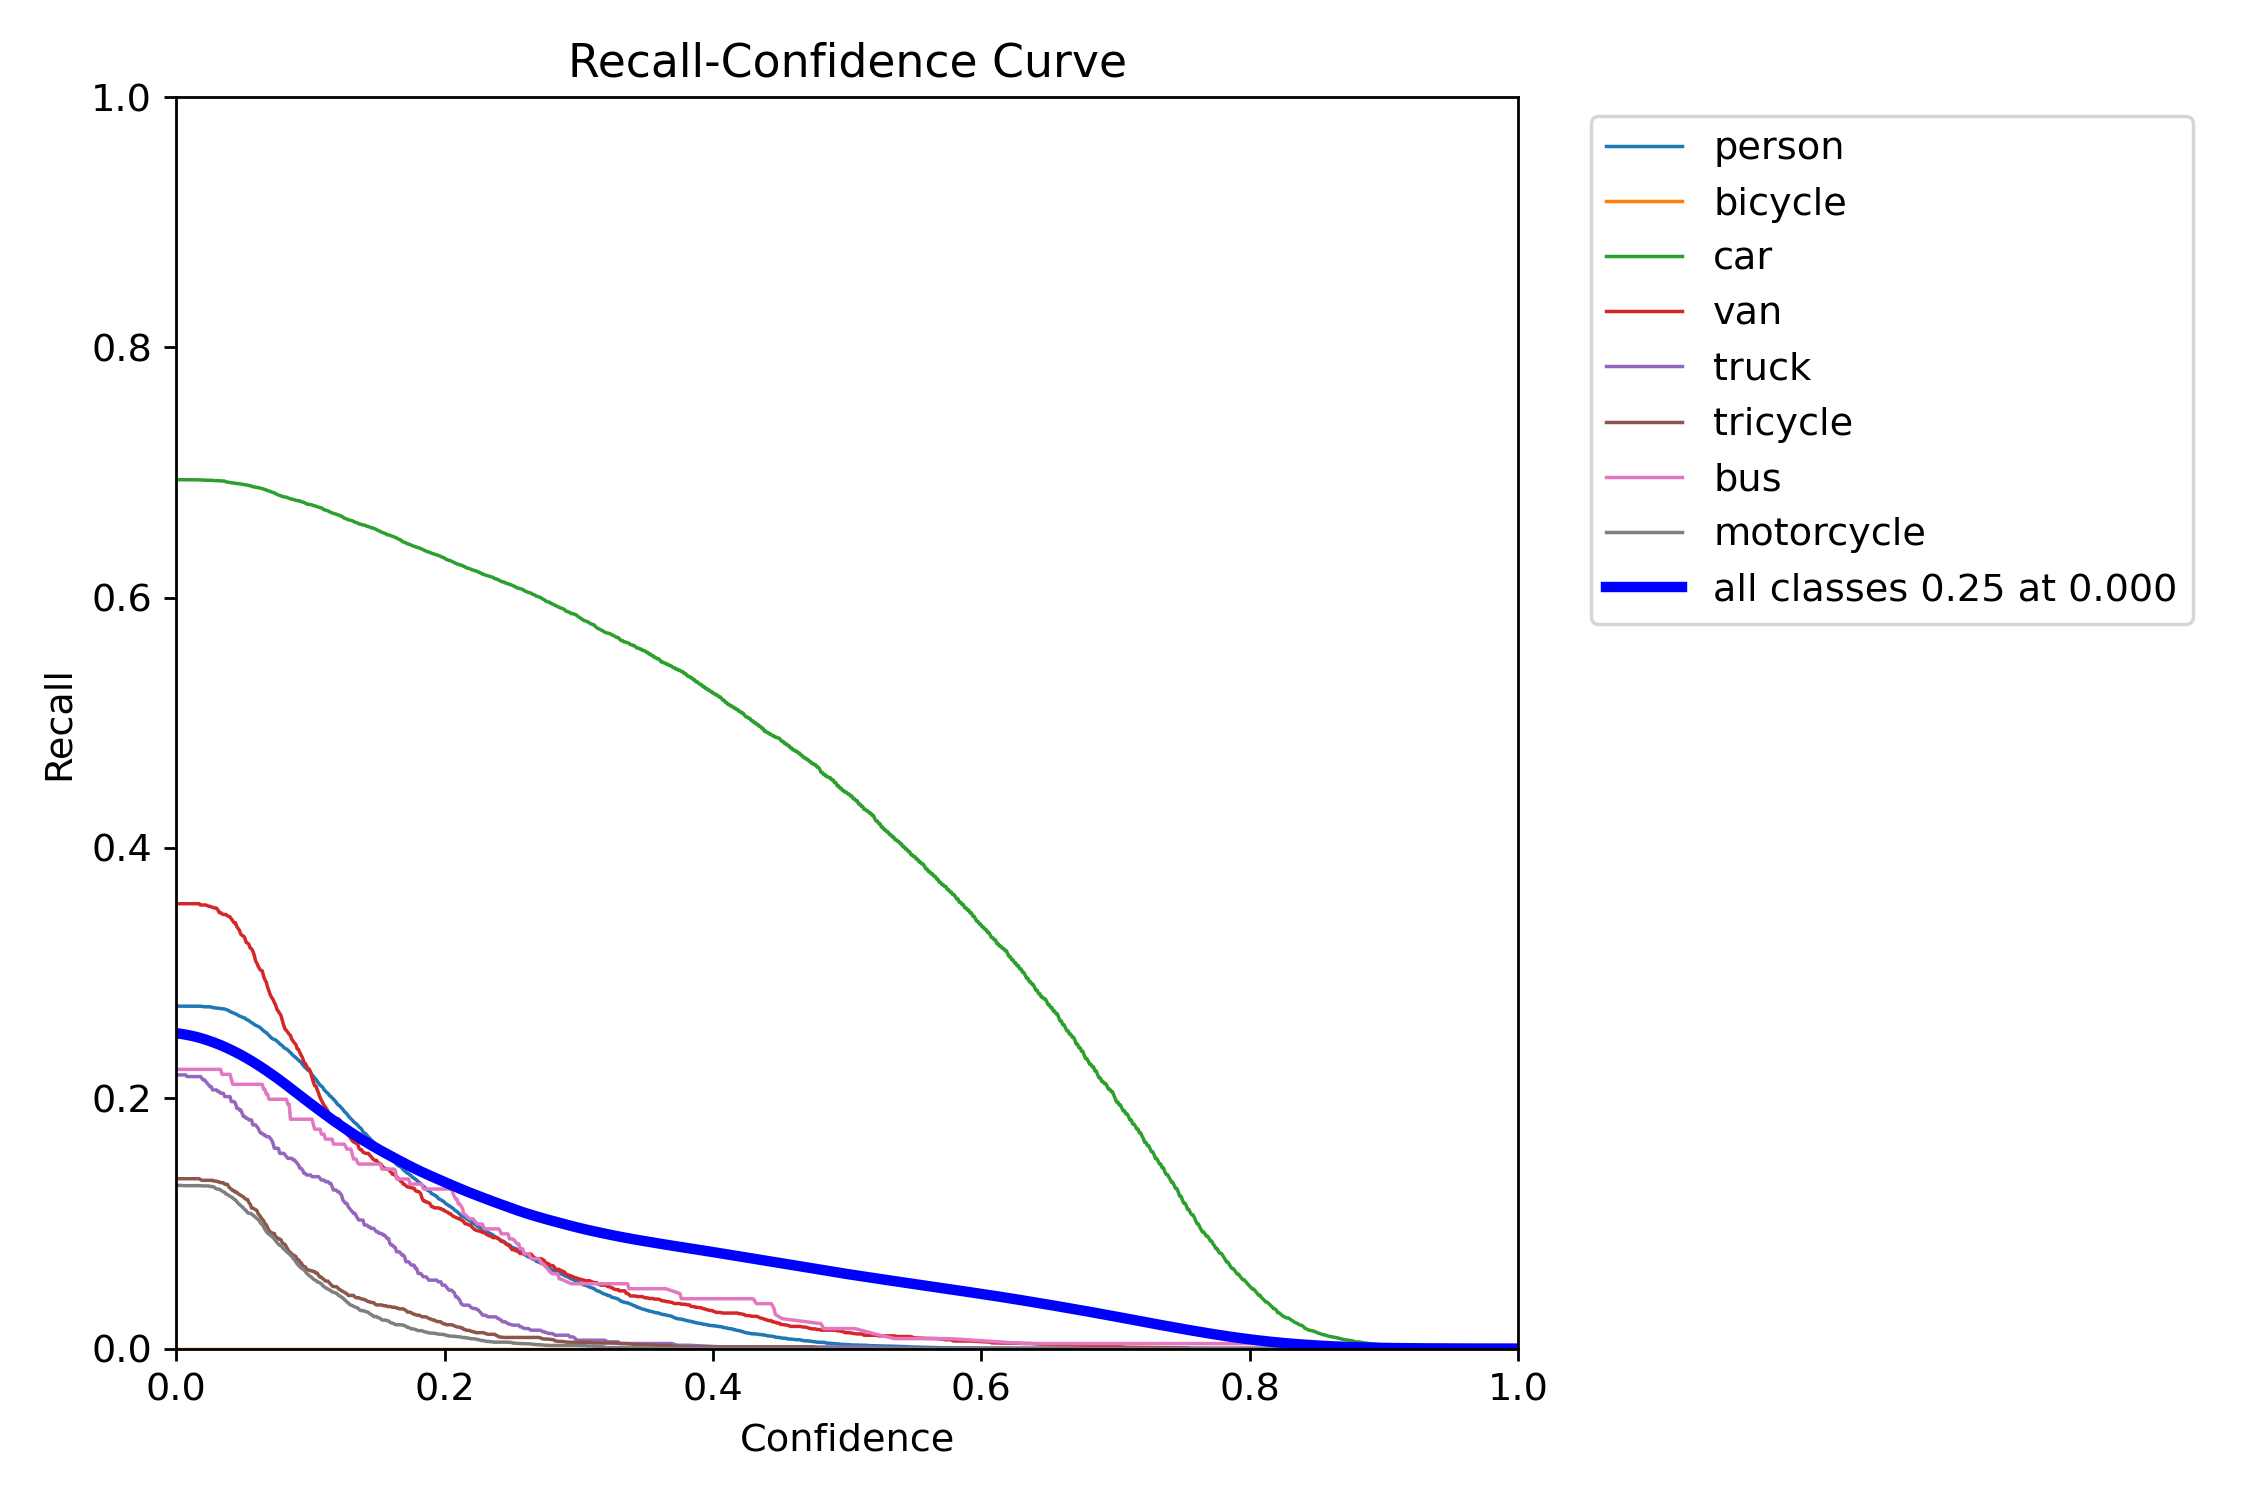 Recall-Confidence Curve
1.0
0.8
0.6
0.4
0.2
0.0
Recall
0.0 0.2 0.4 0.6 0.8 1.0
Confidence
person
bicycle
car
van
truck
tricycle
bus
motorcycle
all classes 0.25 at 0.000